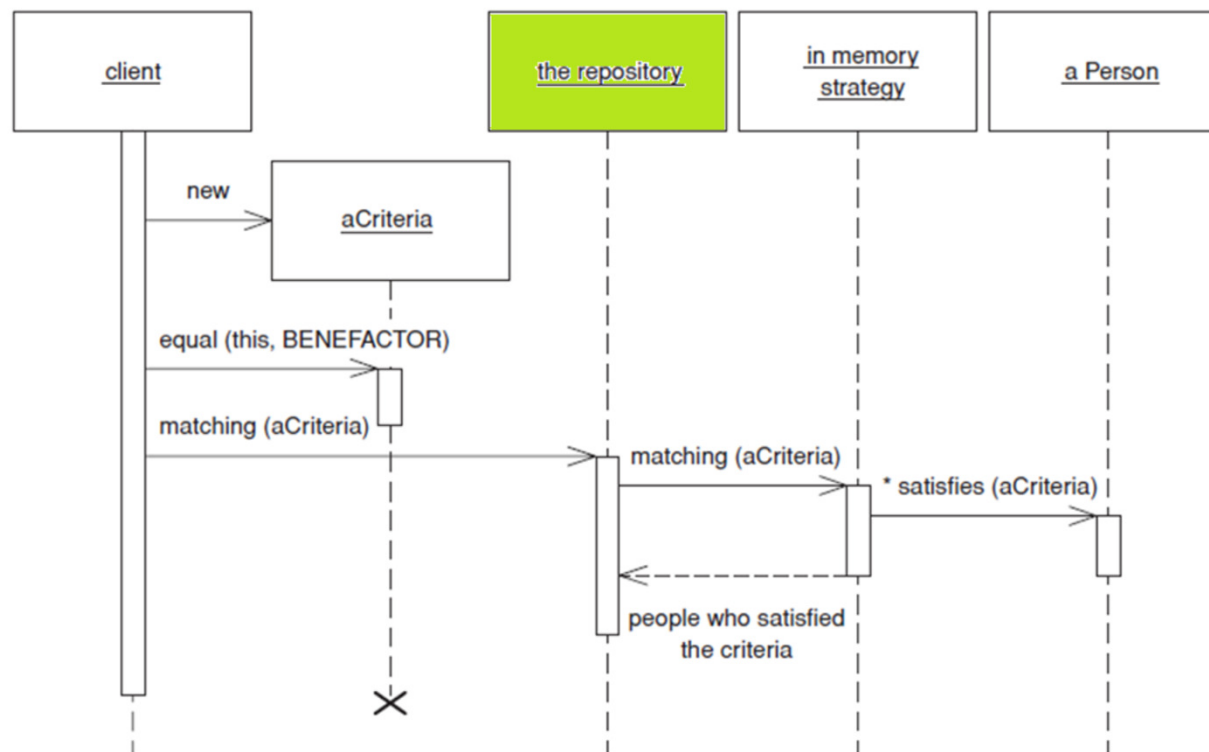 client
the repository
in memory
strategy
a Person
new
aCriteria
equal (this, BENEFACTOR)
matching (aCriteria)
matching (aCriteria)
* satisfies (aCriteria)
people who satisfied
the criteria